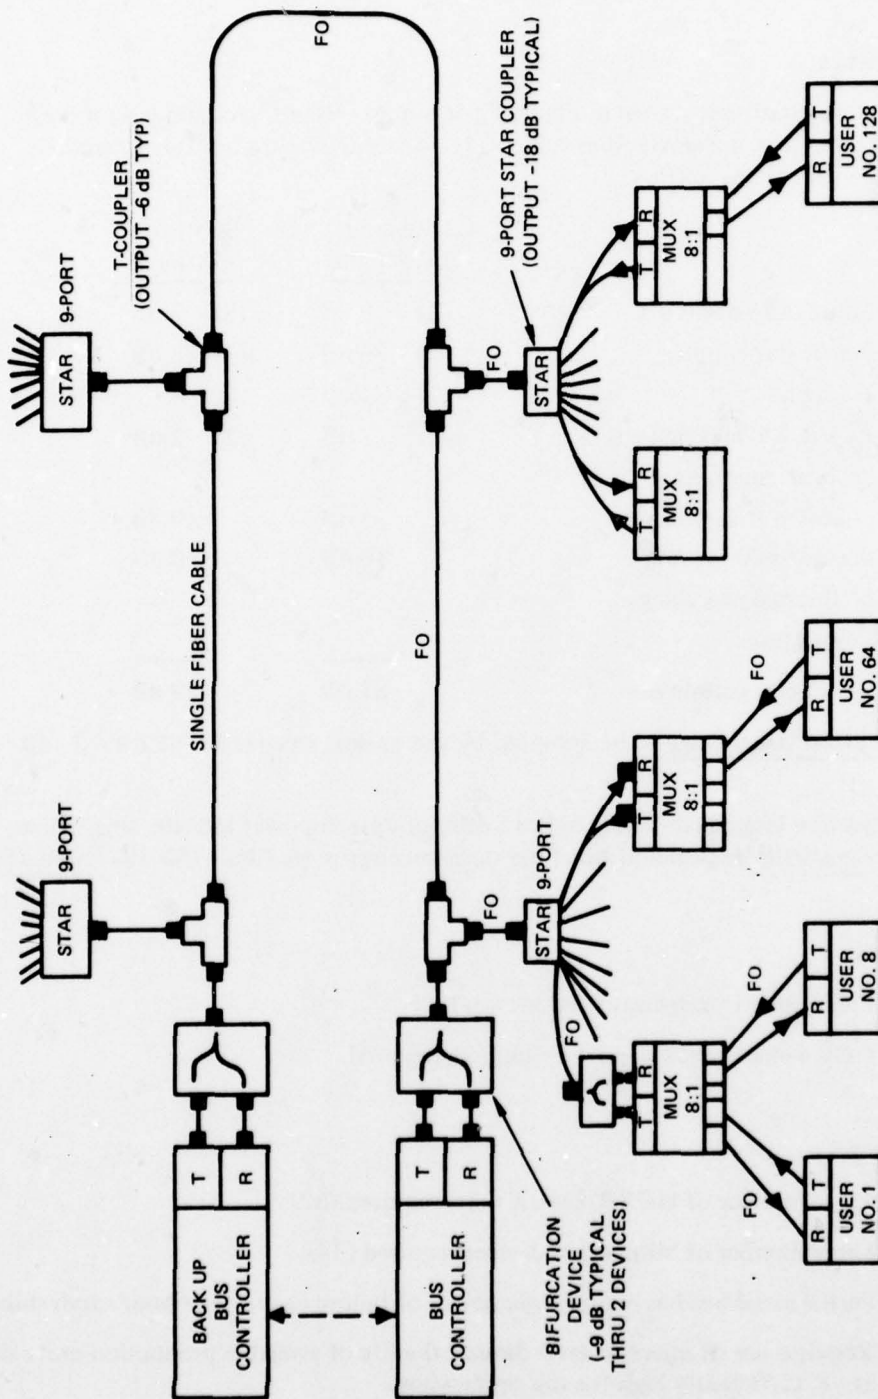 FO
T-COUPLER
(OUTPUT -6 dB TYP)
9-PORT
STAR
SINGLE FIBER CABLE
9-PORT
STAR
FO
9-PORT STAR COUPLER
(OUTPUT -18 dB TYPICAL)
FO
STAR
T R
MUX
8:1
T R
MUX
8:1
R T
USER
NO. 128
BACK UP
BUS
CONTROLLER
T
R
BUS
CONTROLLER
T
R
BIFURCATION
DEVICE
(-9 dB TYPICAL
THRU 2 DEVICES)
FO
STAR 9-PORT
FO
T R
MUX
8:1
T R
MUX
8:1
FO
R T
USER
NO. 1
FO
R T
USER
NO. 8
FO
R T
USER
NO. 64